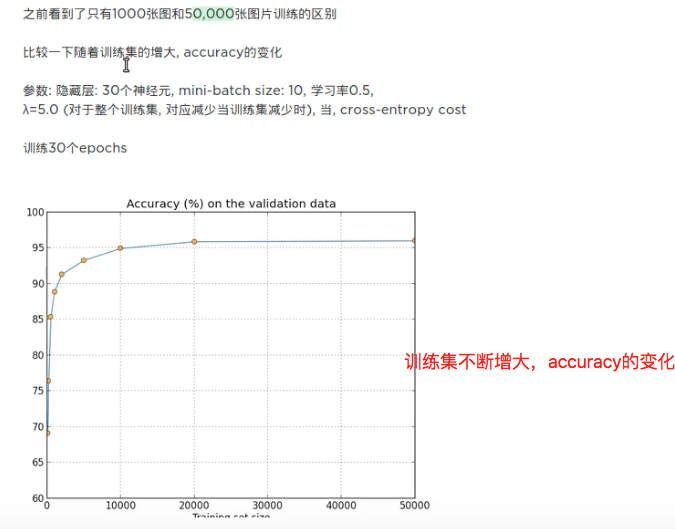 之前看到了只有1000张图和50,000张图片训练的区别
比较一下随着训练集的增大, accuracy的变化
参数: 隐藏层: 30个神经元, mini-batch size: 10, 学习率0.5,
λ=5.0 (对于整个训练集, 对应减少当训练集减少时), 当, cross-entropy cost
训练30个epochs
Accuracy (%) on the validation data
100
95
90
85
80
训练集不断增大，accuracy的变化
75
70
65
60
0 10000 20000 30000 40000 50000
Training set size